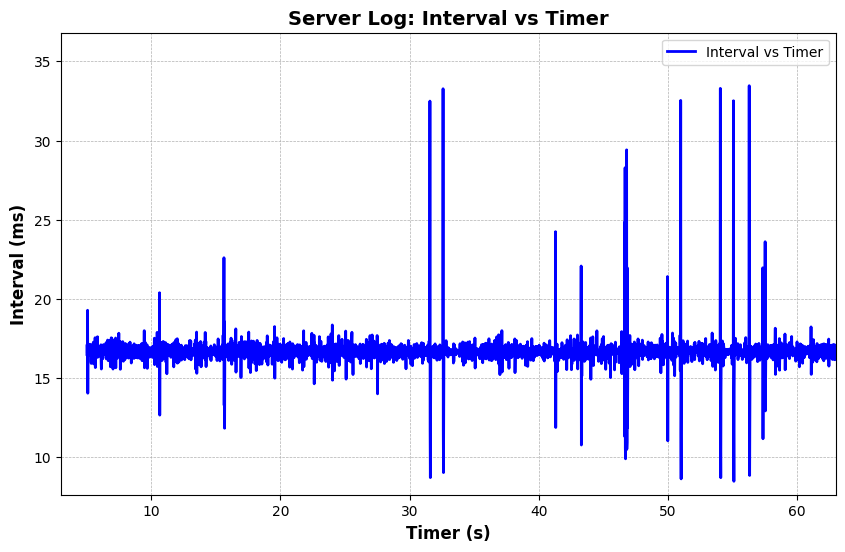 Server Log: Interval vs Timer
Interval vs Timer
35
30
25
20
15
10
Interval (ms)
10 20 30 40 50 60
Timer (s)